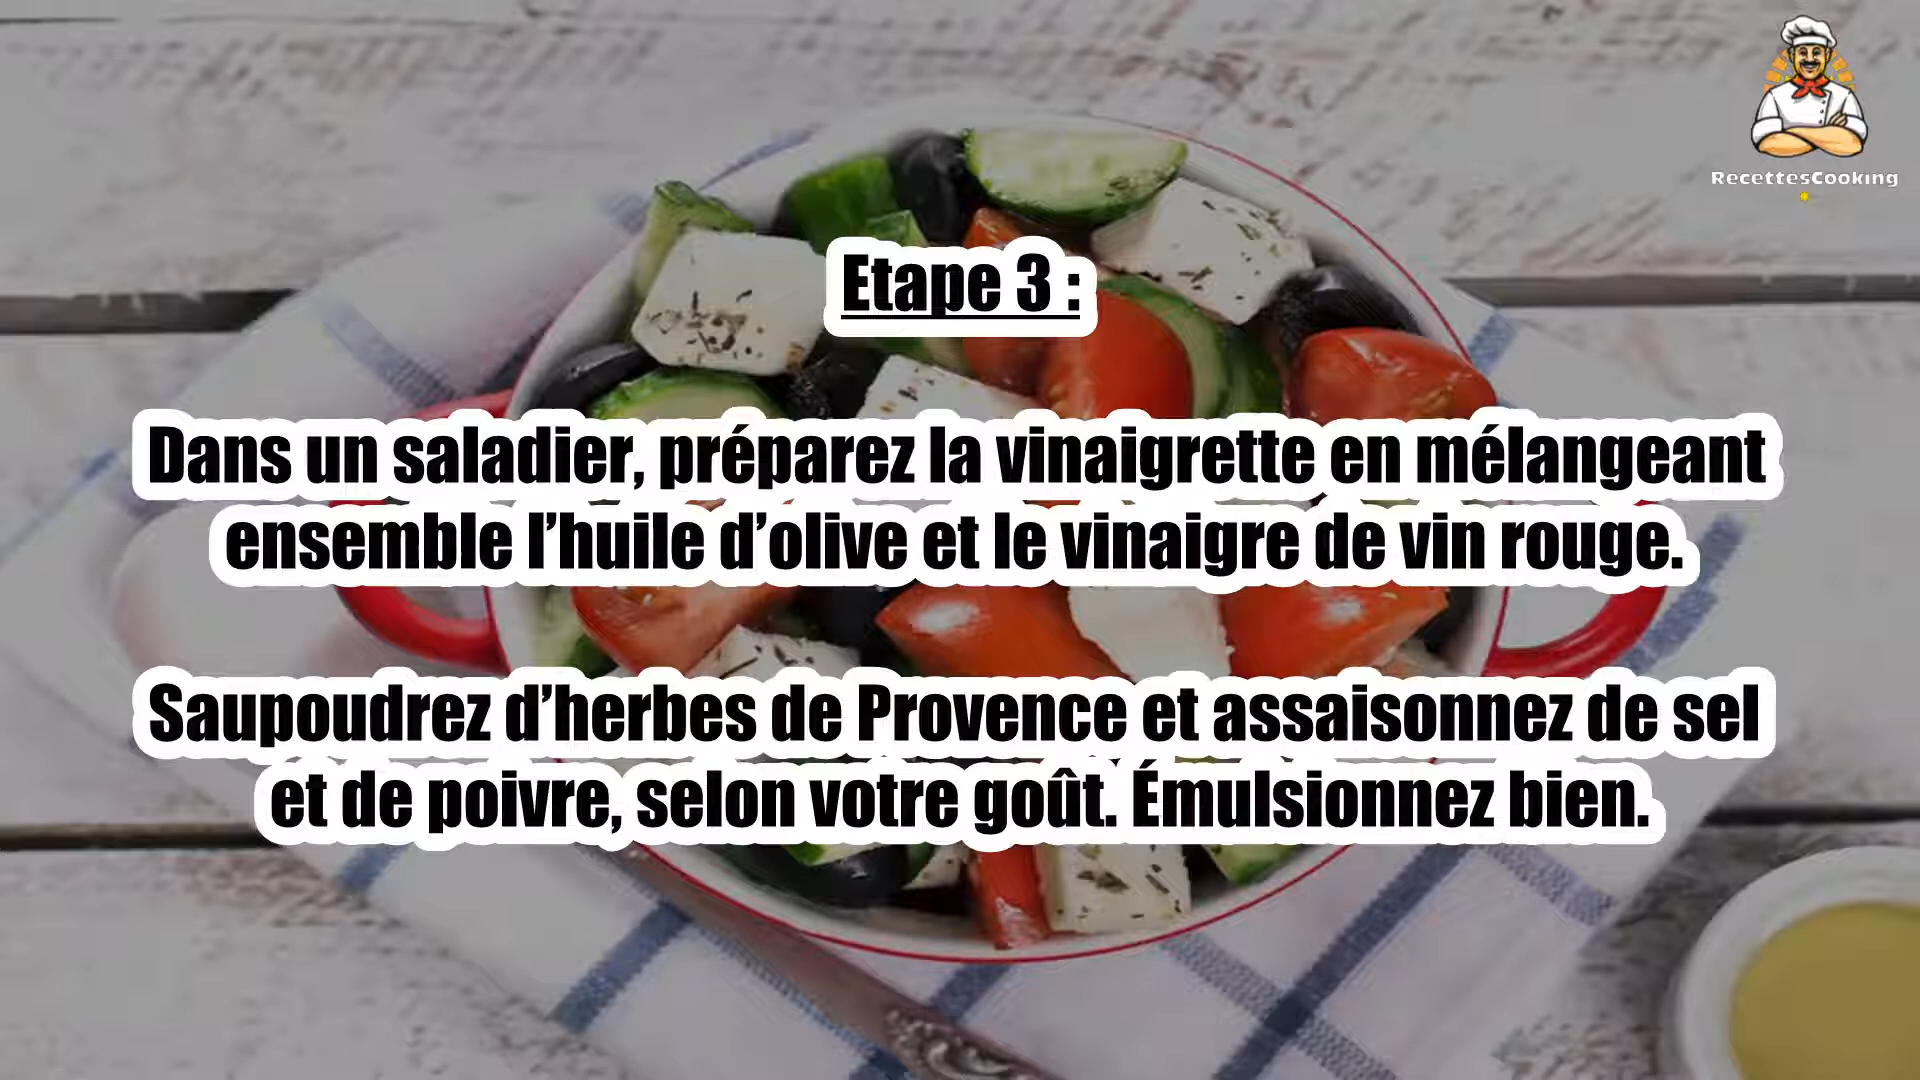 RecettesCooking
Etape 3 :
Dans un saladier, préparez la vinaigrette en mélangeant
ensemble l’huile d’olive et le vinaigre de vin rouge.
Saupoudrez d’herbes de Provence et assaisonnez de sel
et de poivre, selon votre goût. Émulsionnez bien.